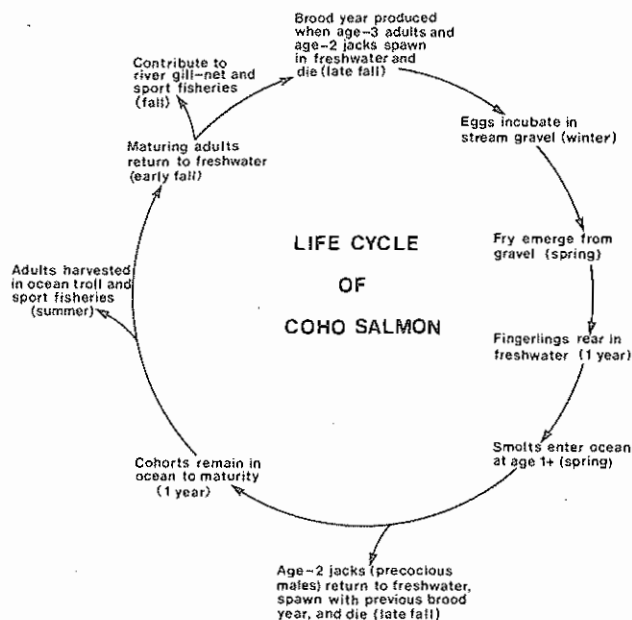 Brood year produced
when age-3 adults and
age-2 jacks spawn
in freshwater and
die (late fall)
Eggs incubate in
stream gravel (winter)
Fry emerge from
gravel (spring)
Fingerlings rear in
freshwater (1 year)
Smolts enter ocean
at age 1+ (spring)
Age-2 jacks (precocious
males) return to freshwater,
spawn with previous brood
year, and die (late fall)
Cohorts remain in
ocean to maturity
(1 year)
Adults harvested
in ocean troll and
sport fisheries
(summer)
Maturing adults
return to freshwater
(early fall)
Contribute to
river gill-net and
sport fisheries
(fall)
LIFE CYCLE
OF
COHO SALMON